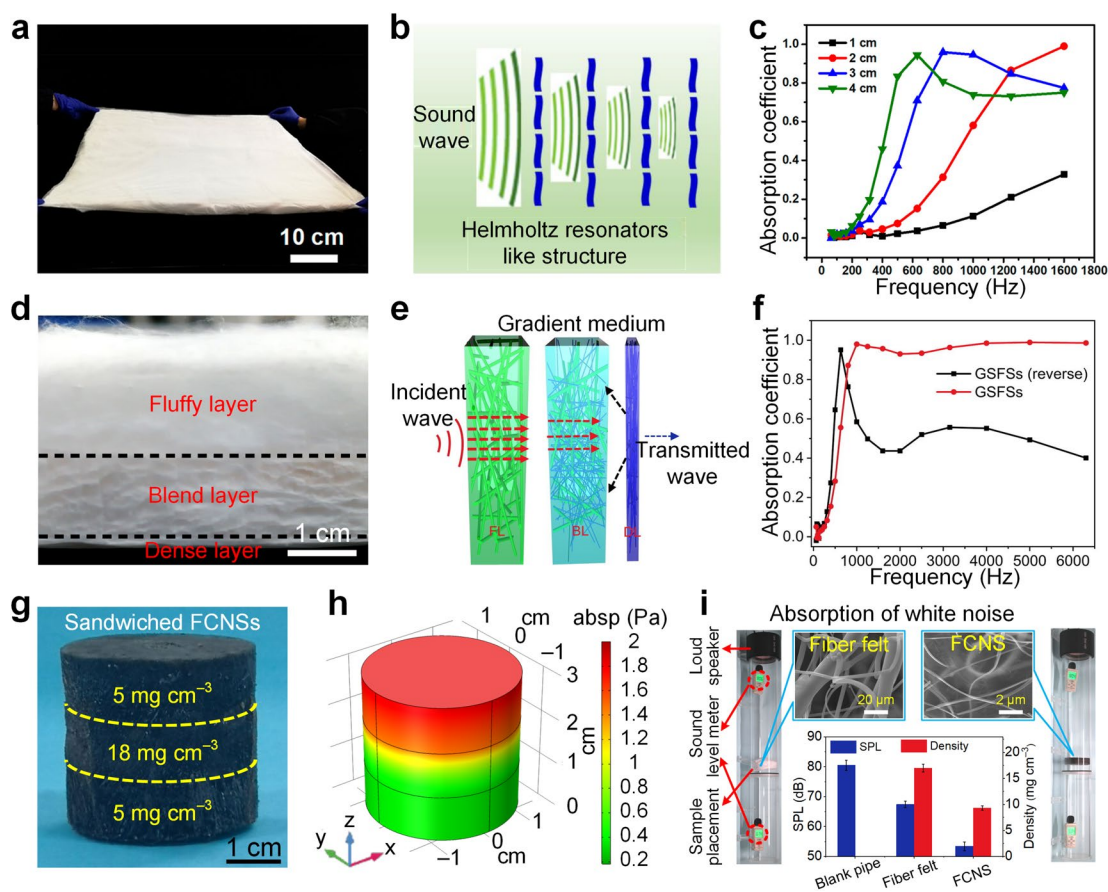 a
10 cm
b
Sound
wave
Helmholtz resonators
like structure
c
1 cm
2 cm
3 cm
4 cm
Absorption coefficient
1.0
0.8
0.6
0.4
0.2
0.0
0 200 400 600 800 1000 1200 1400 1600 1800
Frequency (Hz)
d
Fluffy layer
Blend layer
Dense layer
1 cm
e
Gradient medium
Incident
wave
Transmitted
wave
FL
BL
DL
f
GSFSs (reverse)
GSFSs
Absorption coefficient
1.0
0.8
0.6
0.4
0.2
0.0
0 1000 2000 3000 4000 5000 6000
Frequency (Hz)
g
Sandwiched FCNSs
5 mg cm⁻³
18 mg cm⁻³
5 mg cm⁻³
1 cm
h
absp (Pa)
1
cm
0
–1
3
2
cm
1
0
1
0
cm
–1
z
y
x
2
1.8
1.6
1.4
1.2
1
0.8
0.6
0.4
0.2
i
Absorption of white noise
Loud
speaker
Sound
level meter
Sample
placement
Fiber felt
20 μm
FCNS
2 μm
SPL
Density
SPL (dB)
90
80
70
60
50
Density (mg cm⁻³)
20
15
10
5
0
Blank pipe
Fiber felt
FCNS